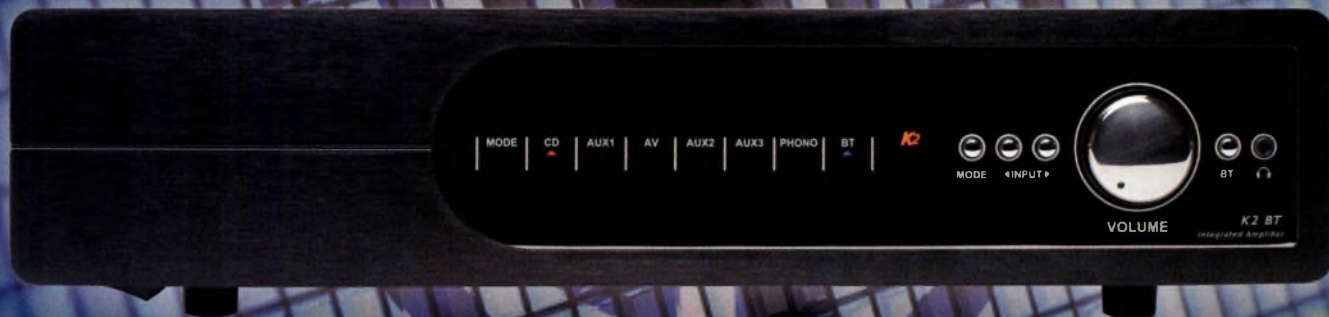 MODE CD AUX1 AV AUX2 AUX3 PHONO BT K2
MODE ◄INPUT► BT
VOLUME
K2 BT
Integrated Amplifier